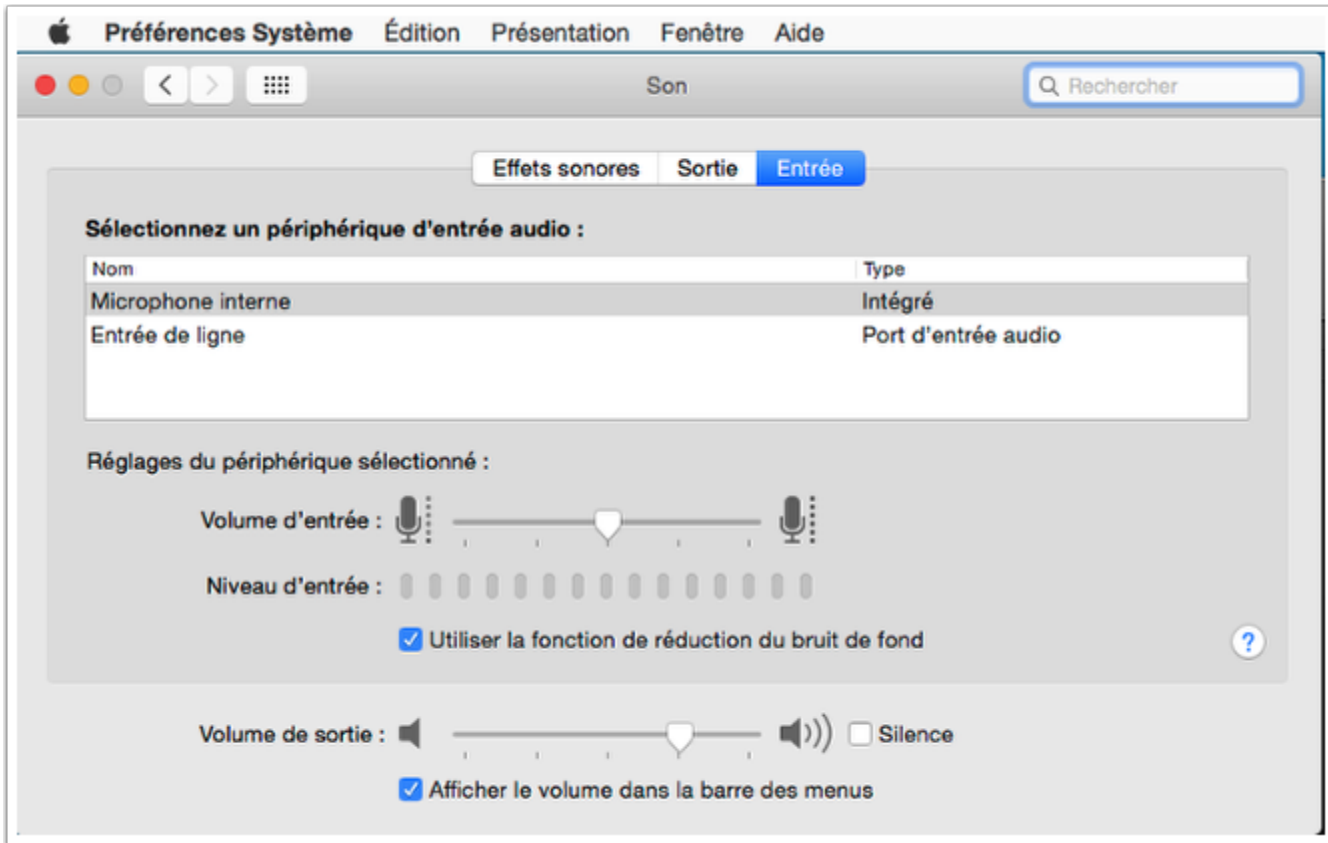 Préférences Système Édition Présentation Fenêtre Aide
Son
Rechercher
Effets sonores Sortie Entrée
Sélectionnez un périphérique d'entrée audio :
Nom Type
Microphone interne Intégré
Entrée de ligne Port d'entrée audio
Réglages du périphérique sélectionné :
Volume d'entrée :
Niveau d'entrée :
Utiliser la fonction de réduction du bruit de fond
?
Volume de sortie : Silence
Afficher le volume dans la barre des menus